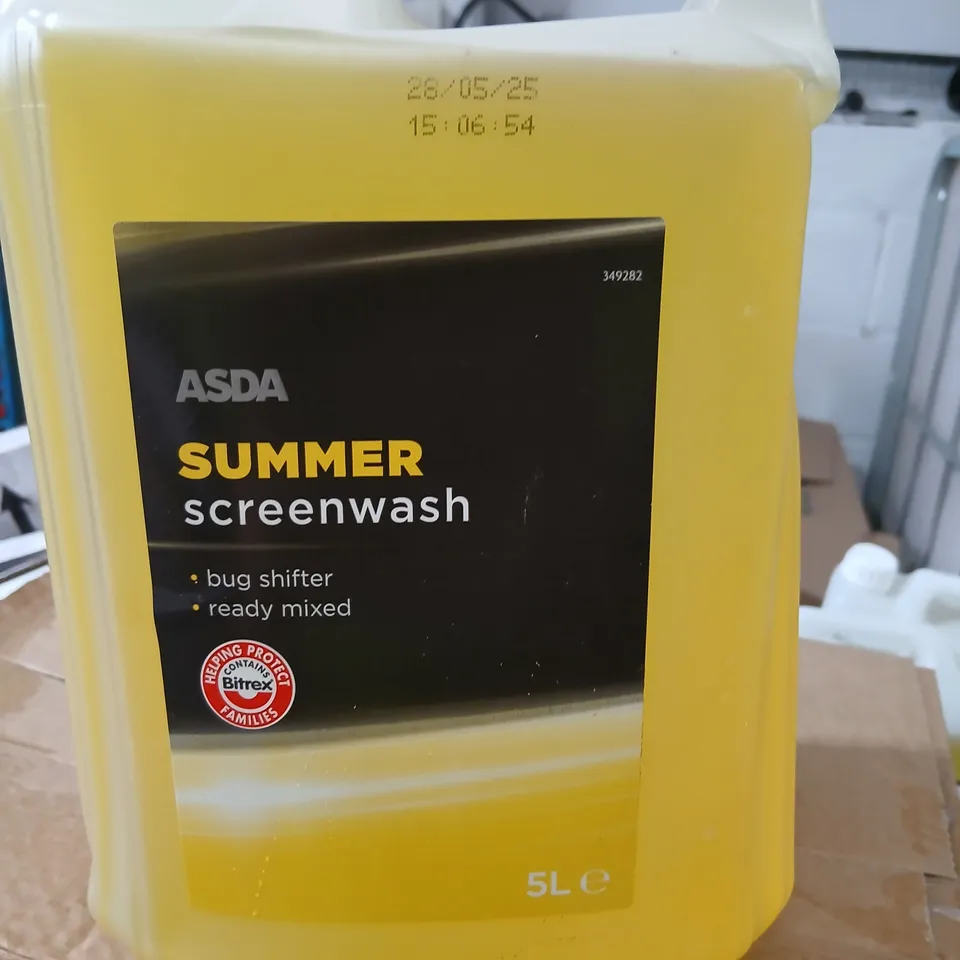 28/05/25
15:06:54
349282
ASDA
SUMMER
screenwash
• bug shifter
• ready mixed
HELPING PROTECT
CONTAINS
Bitrex
FAMILIES
5L ℮